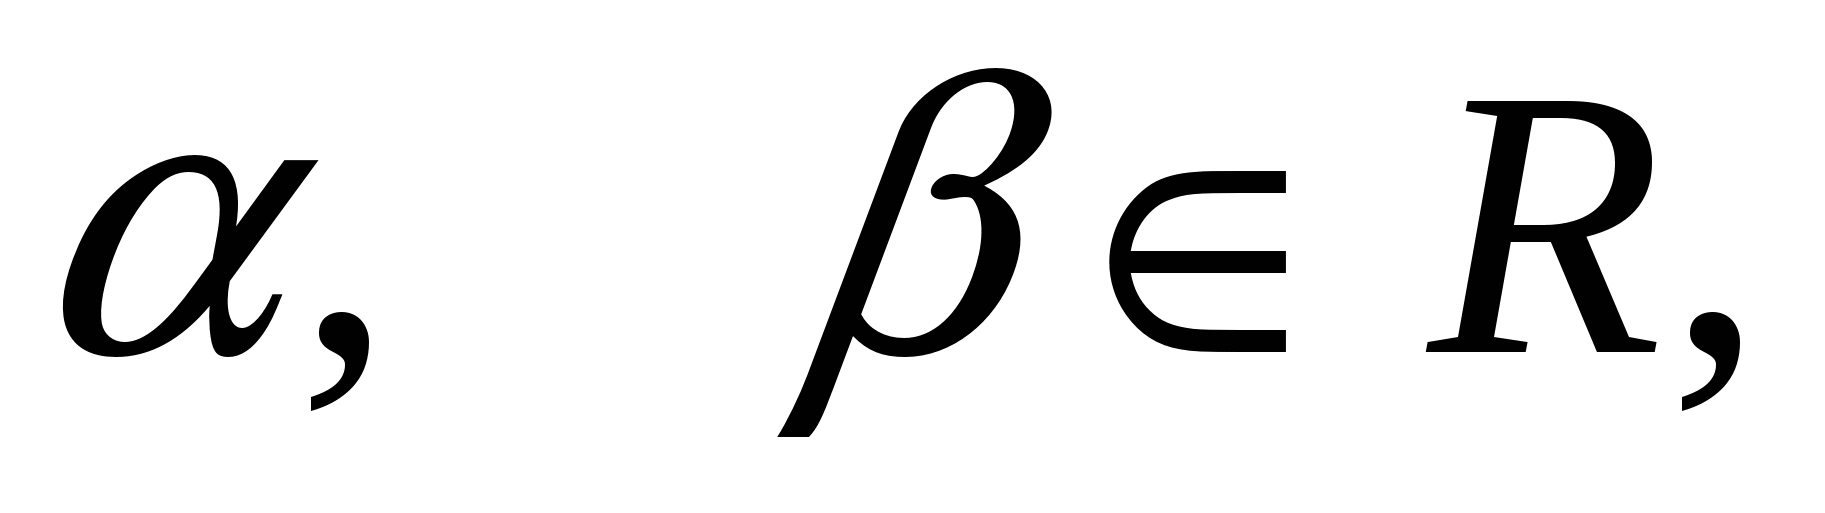 α, β ∈ R,